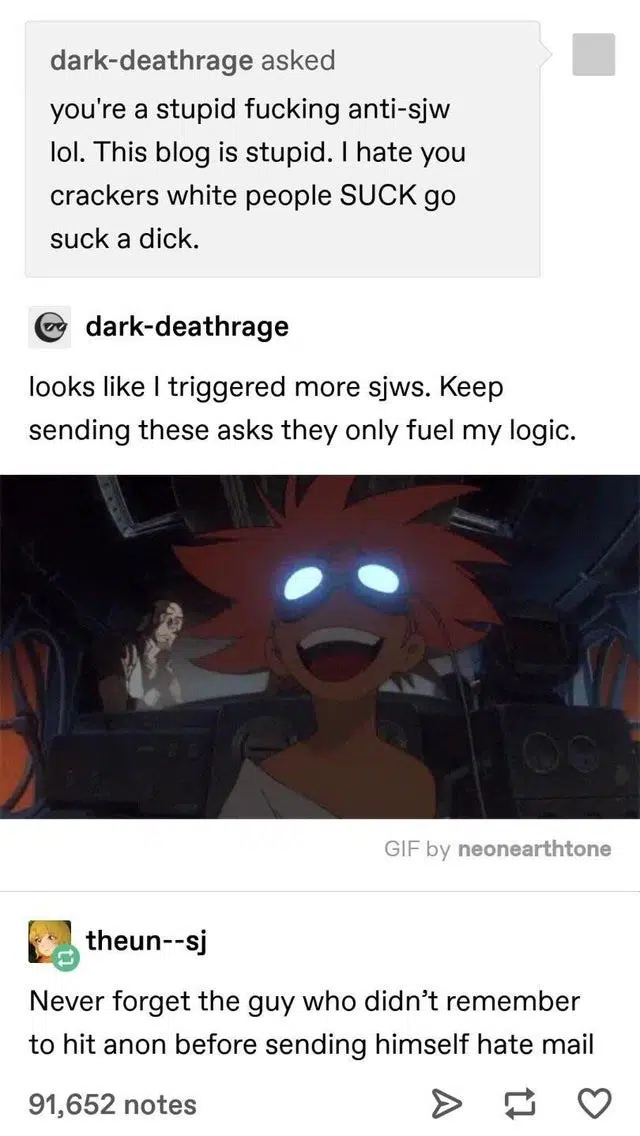 dark-deathrage asked
you're a stupid fucking anti-sjw
lol. This blog is stupid. I hate you
crackers white people SUCK go
suck a dick.
dark-deathrage
looks like I triggered more sjws. Keep
sending these asks they only fuel my logic.
GIF by neonearthtone
theun--sj
Never forget the guy who didn’t remember
to hit anon before sending himself hate mail
91,652 notes